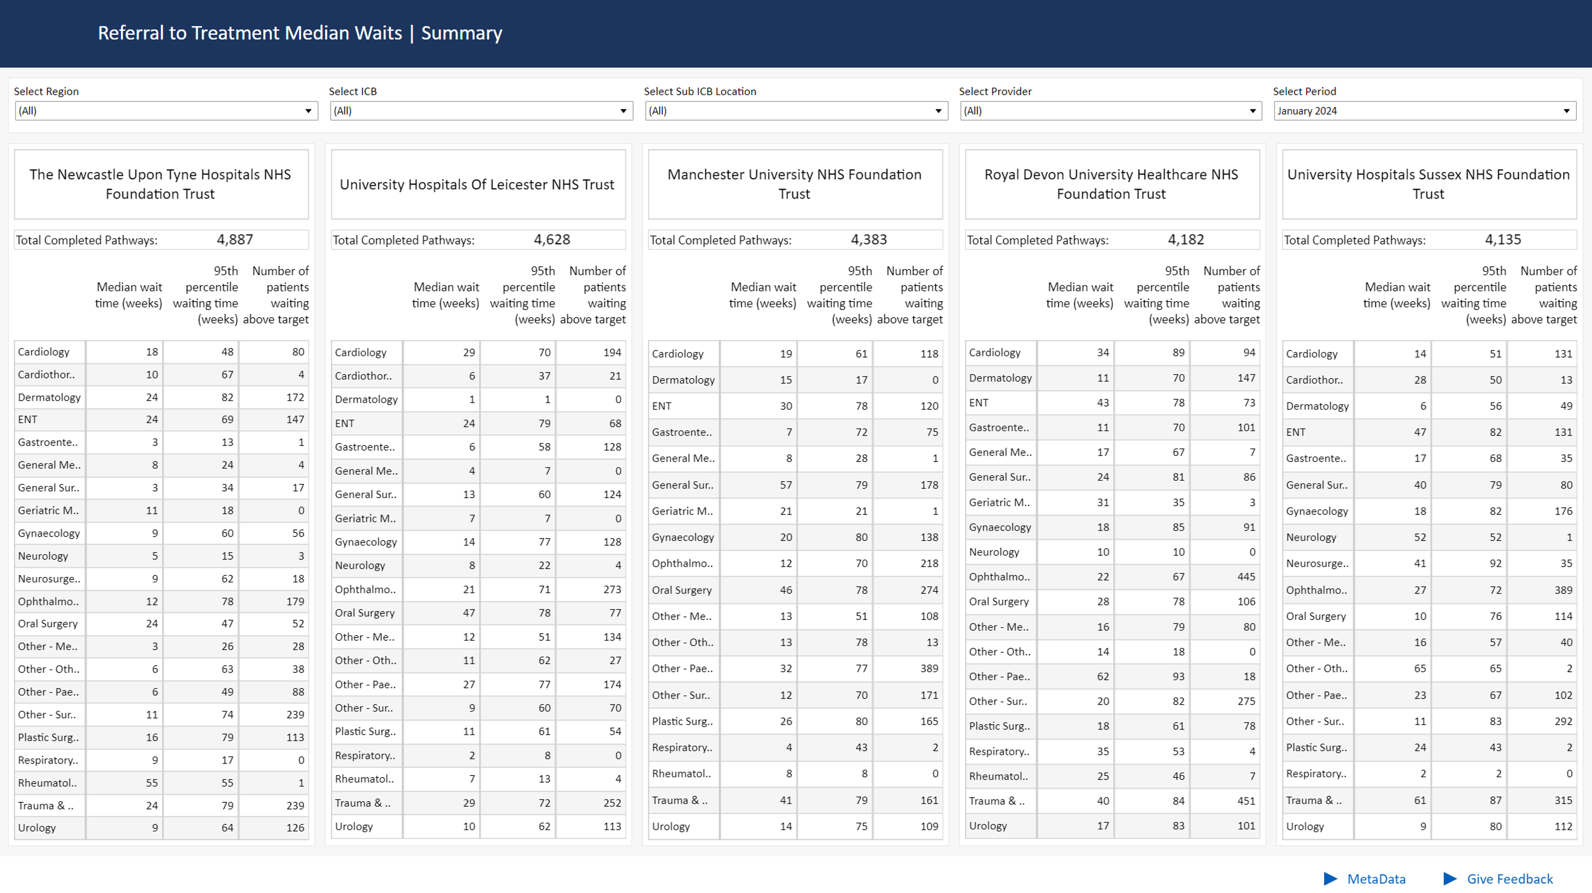 Referral to Treatment Median Waits | Summary
Select Region
Select ICB
Select Sub ICB Location
Select Provider
Select Period
(All)
(All)
(All)
(All)
January 2024
The Newcastle Upon Tyne Hospitals NHS
Foundation Trust
Total Completed Pathways: 4,887
Median wait time (weeks) 95th percentile waiting time (weeks) Number of patients waiting above target
Cardiology 18 48 80
Cardiothor.. 10 67 4
Dermatology 24 82 172
ENT 24 69 147
Gastroente.. 3 13 1
General Me.. 8 24 4
General Sur.. 3 34 17
Geriatric M.. 11 18 0
Gynaecology 9 60 56
Neurology 5 15 3
Neurosurge.. 9 62 18
Ophthalmo.. 12 78 179
Oral Surgery 24 47 52
Other - Me.. 3 26 28
Other - Oth.. 6 63 38
Other - Pae.. 6 49 88
Other - Sur.. 11 74 239
Plastic Surg.. 16 79 113
Respiratory.. 9 17 0
Rheumatol.. 55 55 1
Trauma & .. 24 79 239
Urology 9 64 126
University Hospitals Of Leicester NHS Trust
Total Completed Pathways: 4,628
Median wait time (weeks) 95th percentile waiting time (weeks) Number of patients waiting above target
Cardiology 29 70 194
Cardiothor.. 6 37 21
Dermatology 1 1 0
ENT 24 79 68
Gastroente.. 6 58 128
General Me.. 4 7 0
General Sur.. 13 60 124
Geriatric M.. 7 7 0
Gynaecology 14 77 128
Neurology 8 22 4
Ophthalmo.. 21 71 273
Oral Surgery 47 78 77
Other - Me.. 12 51 134
Other - Oth.. 11 62 27
Other - Pae.. 27 77 174
Other - Sur.. 9 60 70
Plastic Surg.. 11 61 54
Respiratory.. 2 8 0
Rheumatol.. 7 13 4
Trauma & .. 29 72 252
Urology 10 62 113
Manchester University NHS Foundation
Trust
Total Completed Pathways: 4,383
Median wait time (weeks) 95th percentile waiting time (weeks) Number of patients waiting above target
Cardiology 19 61 118
Dermatology 15 17 0
ENT 30 78 120
Gastroente.. 7 72 75
General Me.. 8 28 1
General Sur.. 57 79 178
Geriatric M.. 21 21 1
Gynaecology 20 80 138
Ophthalmo.. 12 70 218
Oral Surgery 46 78 274
Other - Me.. 13 51 108
Other - Oth.. 13 78 13
Other - Pae.. 32 77 389
Other - Sur.. 12 70 171
Plastic Surg.. 26 80 165
Respiratory.. 4 43 2
Rheumatol.. 8 8 0
Trauma & .. 41 79 161
Urology 14 75 109
Royal Devon University Healthcare NHS
Foundation Trust
Total Completed Pathways: 4,182
Median wait time (weeks) 95th percentile waiting time (weeks) Number of patients waiting above target
Cardiology 34 89 94
Dermatology 11 70 147
ENT 43 78 73
Gastroente.. 11 70 101
General Me.. 17 67 7
General Sur.. 24 81 86
Geriatric M.. 31 35 3
Gynaecology 18 85 91
Neurology 10 10 0
Ophthalmo.. 22 67 445
Oral Surgery 28 78 106
Other - Me.. 16 79 80
Other - Oth.. 14 18 0
Other - Pae.. 62 93 18
Other - Sur.. 20 82 275
Plastic Surg.. 18 61 78
Respiratory.. 35 53 4
Rheumatol.. 25 46 7
Trauma & .. 40 84 451
Urology 17 83 101
University Hospitals Sussex NHS Foundation
Trust
Total Completed Pathways: 4,135
Median wait time (weeks) 95th percentile waiting time (weeks) Number of patients waiting above target
Cardiology 14 51 131
Cardiothor.. 28 50 13
Dermatology 6 56 49
ENT 47 82 131
Gastroente.. 17 68 35
General Sur.. 40 79 80
Gynaecology 18 82 176
Neurology 52 52 1
Neurosurge.. 41 92 35
Ophthalmo.. 27 72 389
Oral Surgery 10 76 114
Other - Me.. 16 57 40
Other - Oth.. 65 65 2
Other - Pae.. 23 67 102
Other - Sur.. 11 83 292
Plastic Surg.. 24 43 2
Respiratory.. 2 2 0
Trauma & .. 61 87 315
Urology 9 80 112
MetaData
Give Feedback